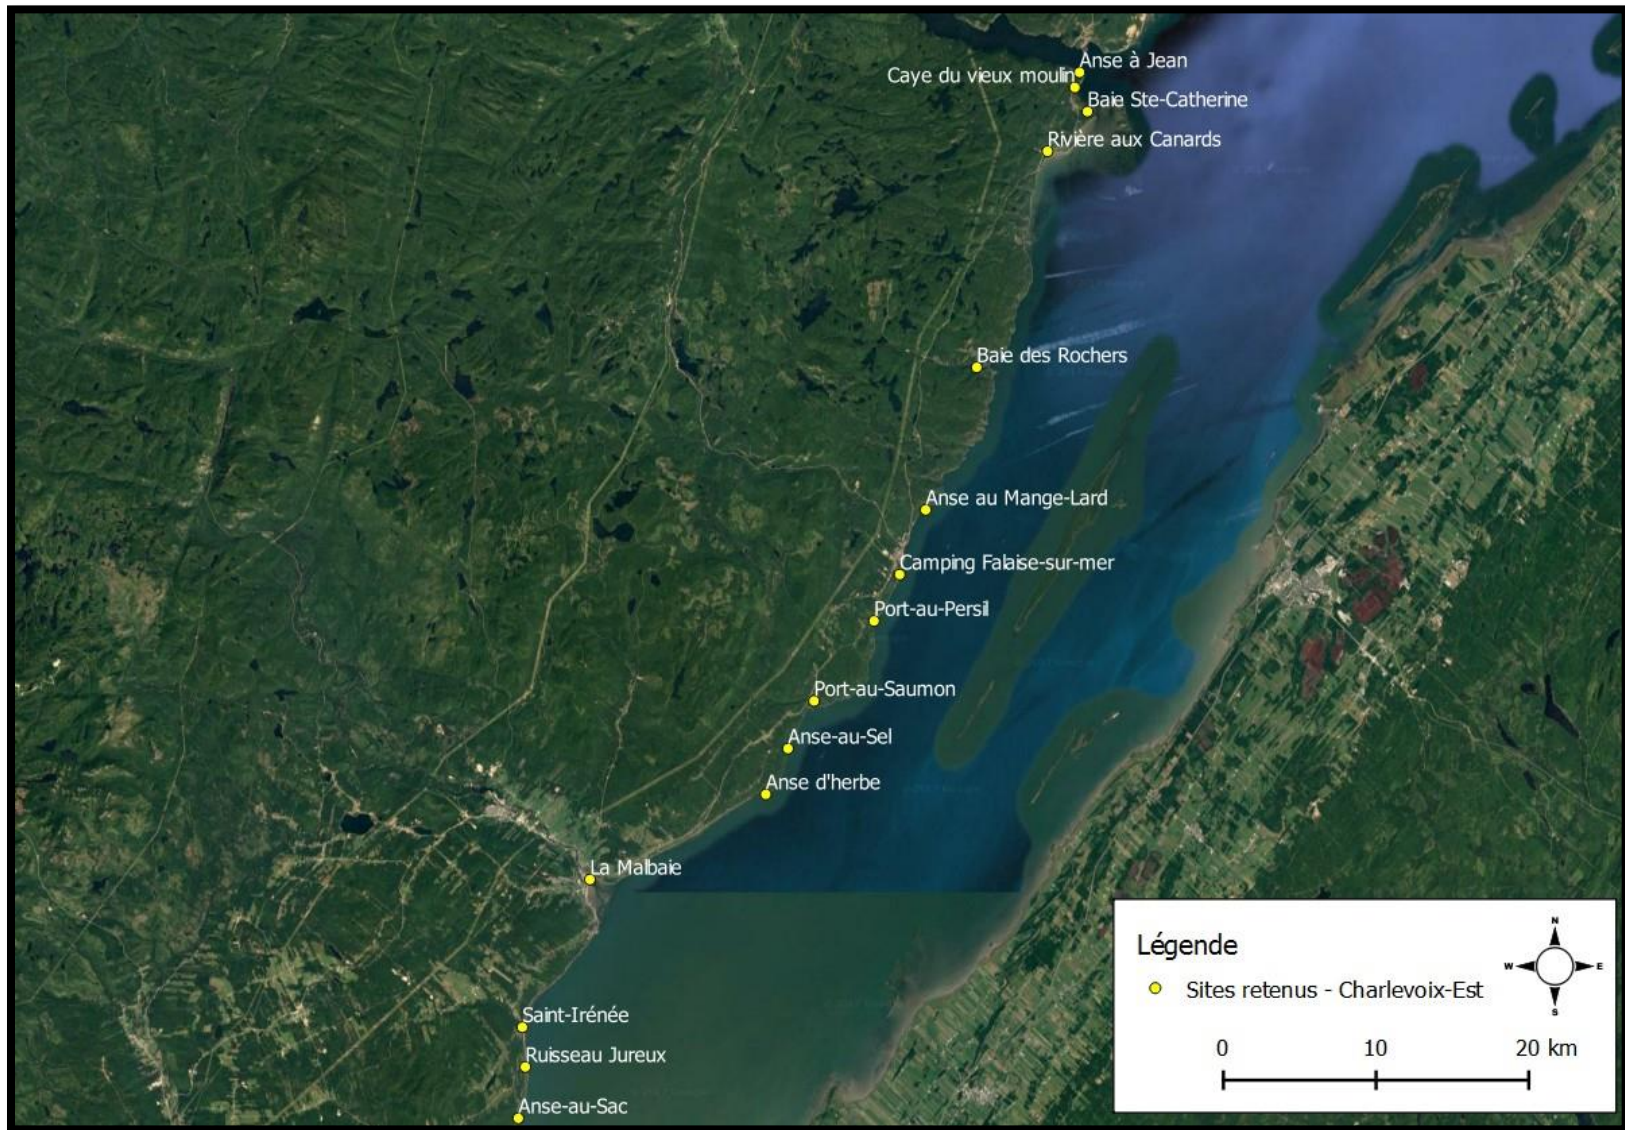 Anse à Jean
Caye du vieux moulin
Baie Ste-Catherine
Rivière aux Canards
Baie des Rochers
Anse au Mange-Lard
Camping Falaise-sur-mer
Port-au-Persil
Port-au-Saumon
Anse-au-Sel
Anse d'herbe
La Malbaie
Saint-Irénée
Ruisseau Jureux
Anse-au-Sac
Légende
Sites retenus - Charlevoix-Est
N
W E
S
0 10 20 km